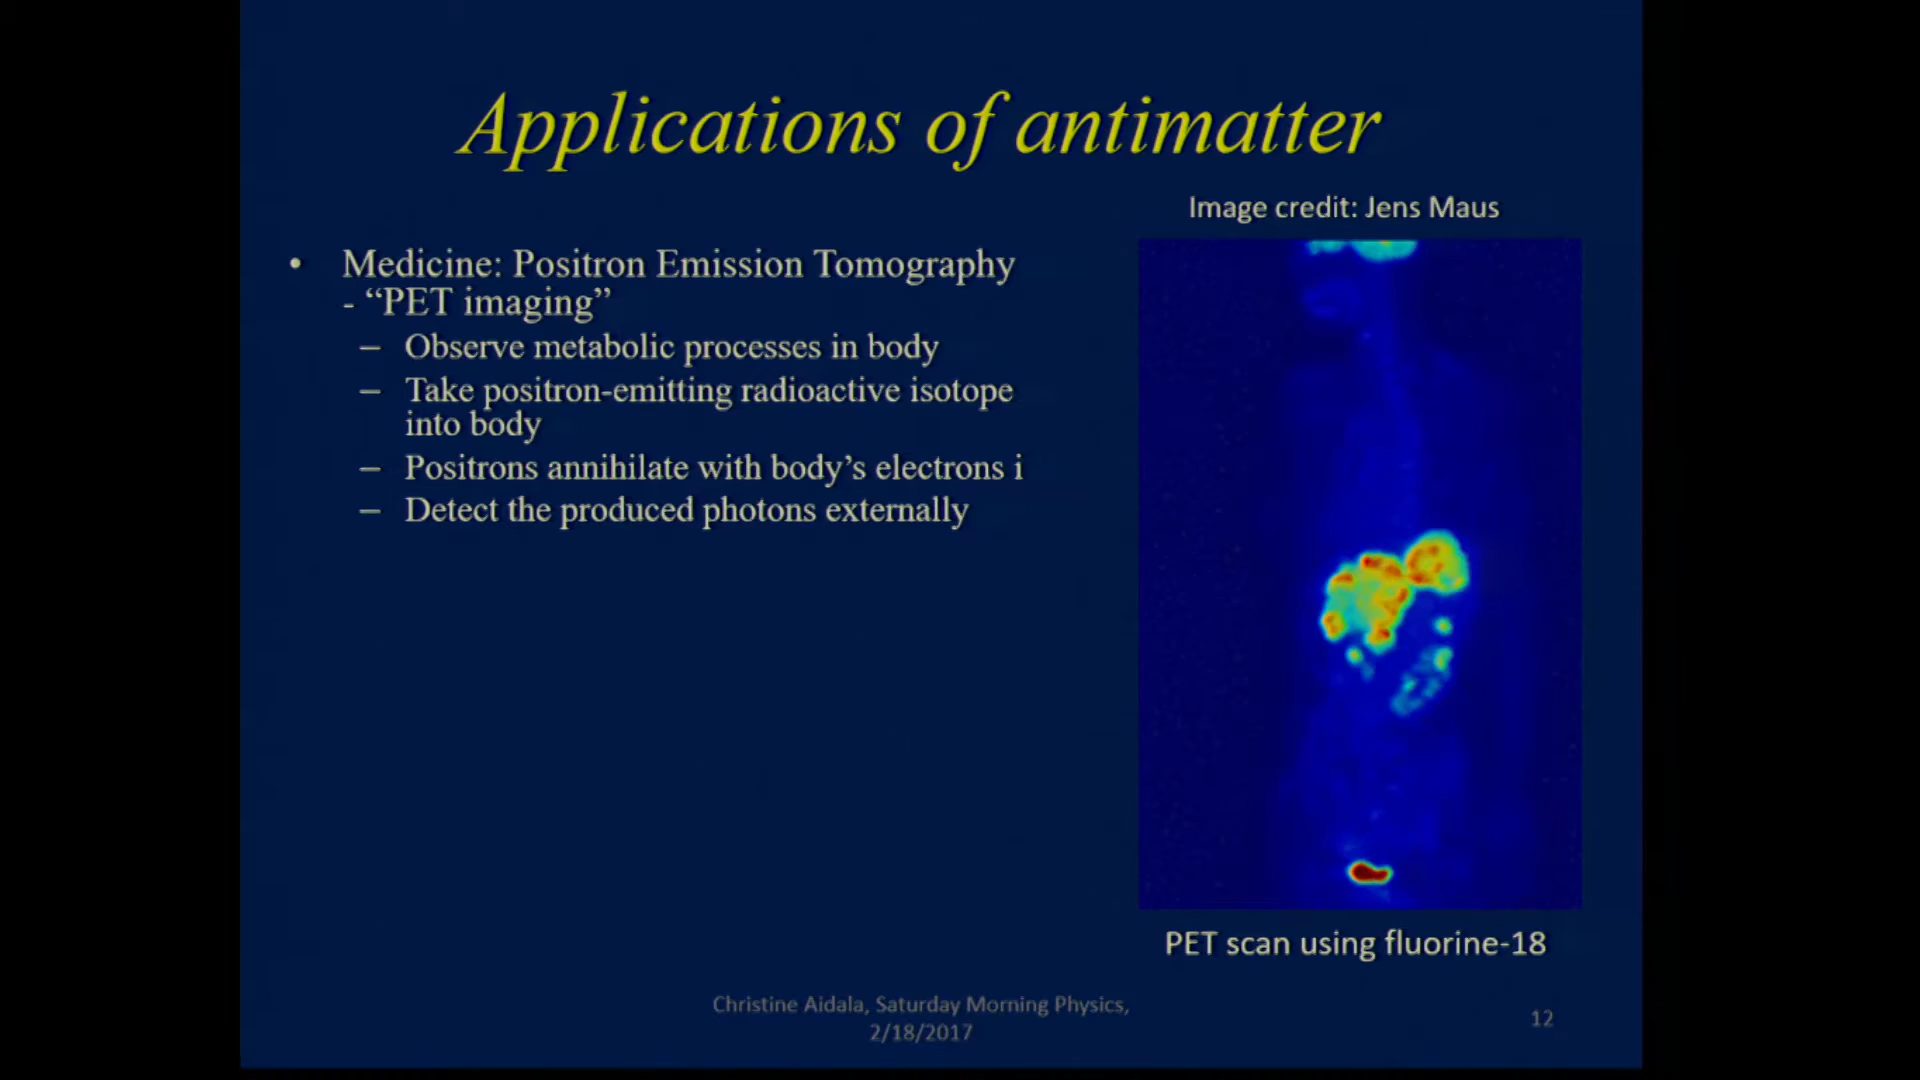 Applications of antimatter
Image credit: Jens Maus
• Medicine: Positron Emission Tomography
- “PET imaging”
– Observe metabolic processes in body
– Take positron-emitting radioactive isotope
into body
– Positrons annihilate with body’s electrons i
– Detect the produced photons externally
PET scan using fluorine-18
Christine Aidala, Saturday Morning Physics,
2/18/2017
12